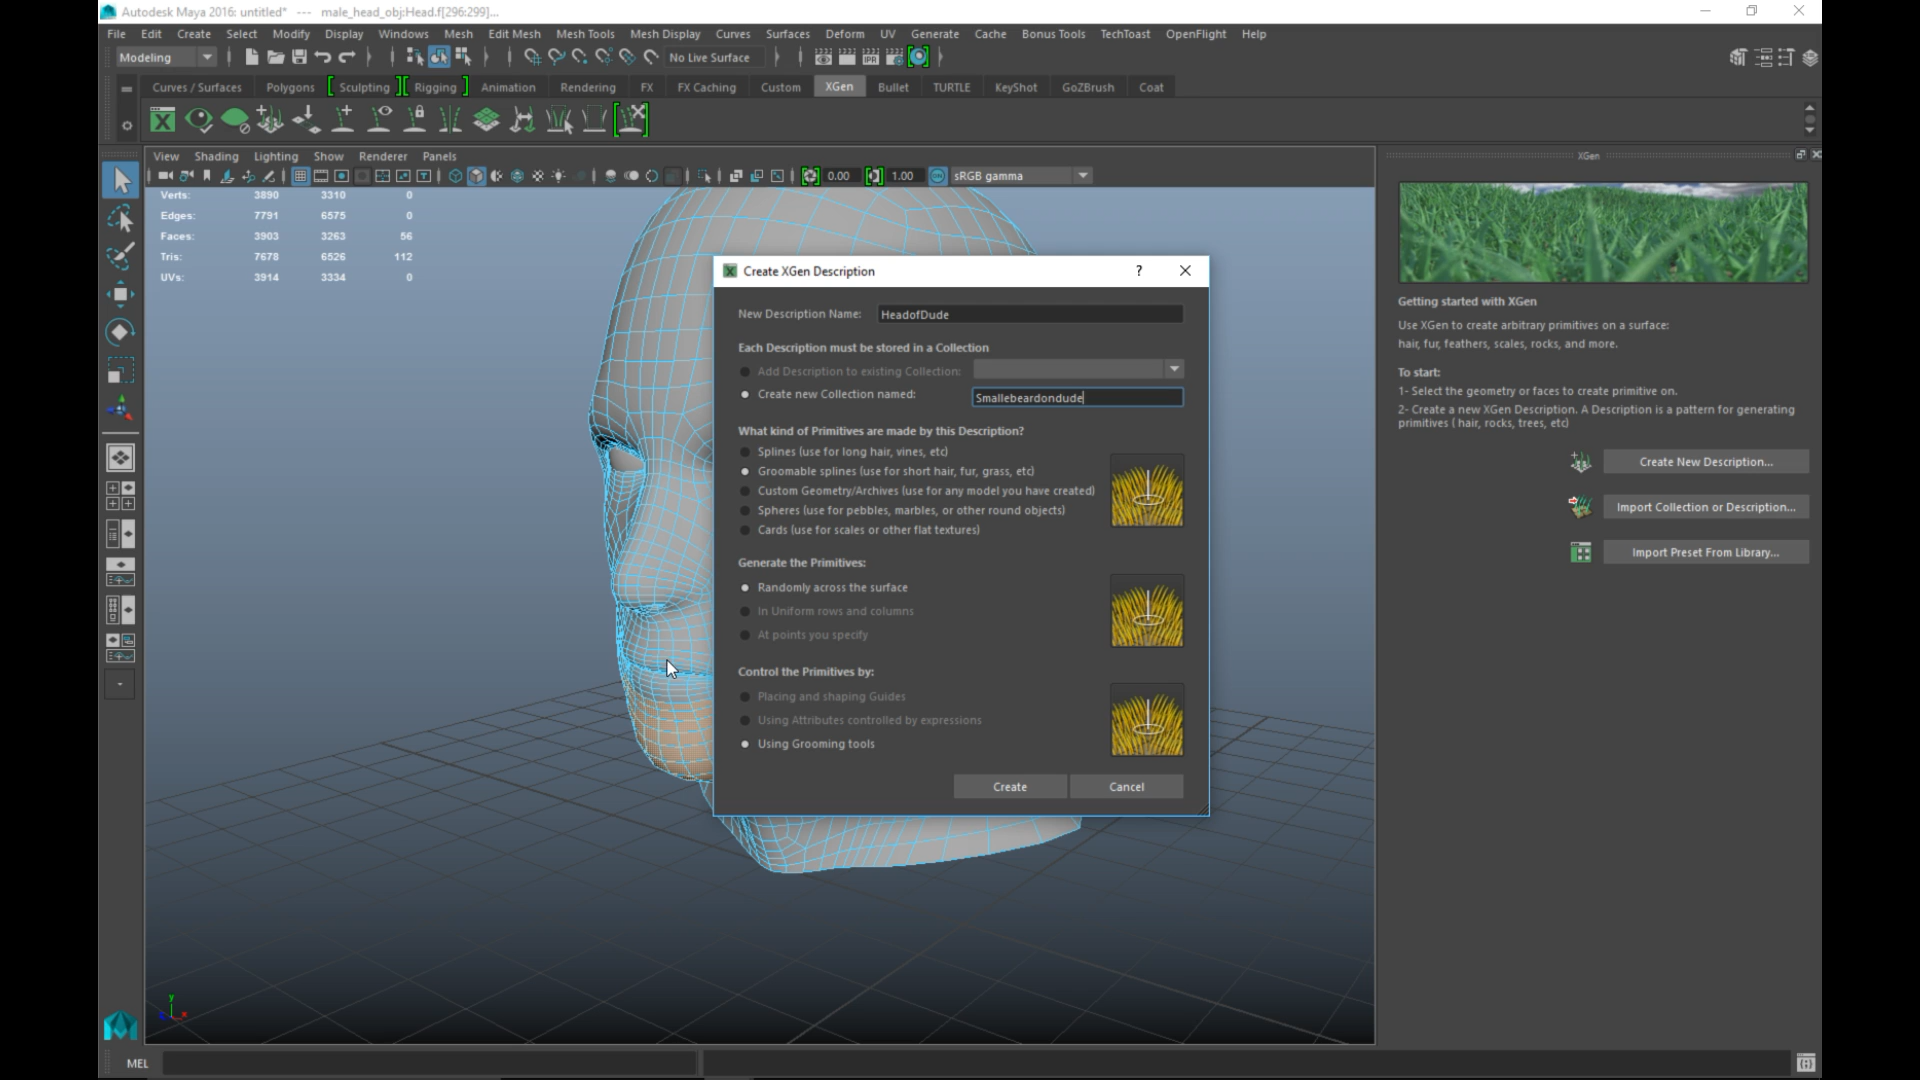 Autodesk Maya 2016: untitled* --- male_head_obj:Head.f[296:299]...
File Edit Create Select Modify Display Windows Mesh Edit Mesh Mesh Tools Mesh Display Curves Surfaces Deform UV Generate Cache Bonus Tools TechToast OpenFlight Help
Modeling No Live Surface
Curves / Surfaces Polygons Sculpting Rigging Animation Rendering FX FX Caching Custom XGen Bullet TURTLE KeyShot GoZBrush Coat
View Shading Lighting Show Renderer Panels
0.00 1.00 sRGB gamma
Verts: 3890 3310 0
Edges: 7791 6575 0
Faces: 3903 3263 56
Tris: 7678 6526 112
UVs: 3914 3334 0
Create XGen Description ?
New Description Name: HeadofDude
Each Description must be stored in a Collection
Add Description to existing Collection:
Create new Collection named: Smallebeardondude
What kind of Primitives are made by this Description?
Splines (use for long hair, vines, etc)
Groomable splines (use for short hair, fur, grass, etc)
Custom Geometry/Archives (use for any model you have created)
Spheres (use for pebbles, marbles, or other round objects)
Cards (use for scales or other flat textures)
Generate the Primitives:
Randomly across the surface
In Uniform rows and columns
At points you specify
Control the Primitives by:
Placing and shaping Guides
Using Attributes controlled by expressions
Using Grooming tools
Create Cancel
XGen
Getting started with XGen
Use XGen to create arbitrary primitives on a surface:
hair, fur, feathers, scales, rocks, and more.
To start:
1- Select the geometry or faces to create primitive on.
2- Create a new XGen Description. A Description is a pattern for generating
primitives ( hair, rocks, trees, etc)
Create New Description...
Import Collection or Description...
Import Preset From Library...
y
x
MEL